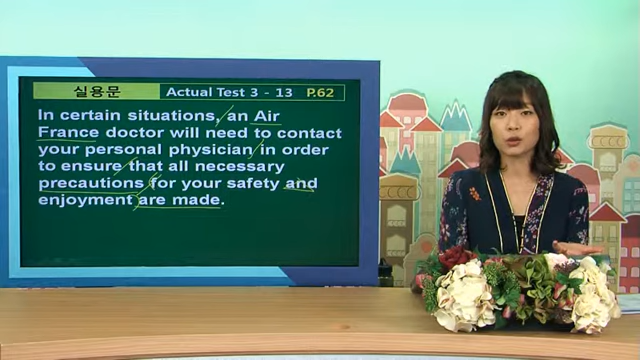 실용문
Actual Test 3 - 13 P.62
In certain situations, an Air
France doctor will need to contact
your personal physician in order
to ensure that all necessary
precautions for your safety and
enjoyment are made.